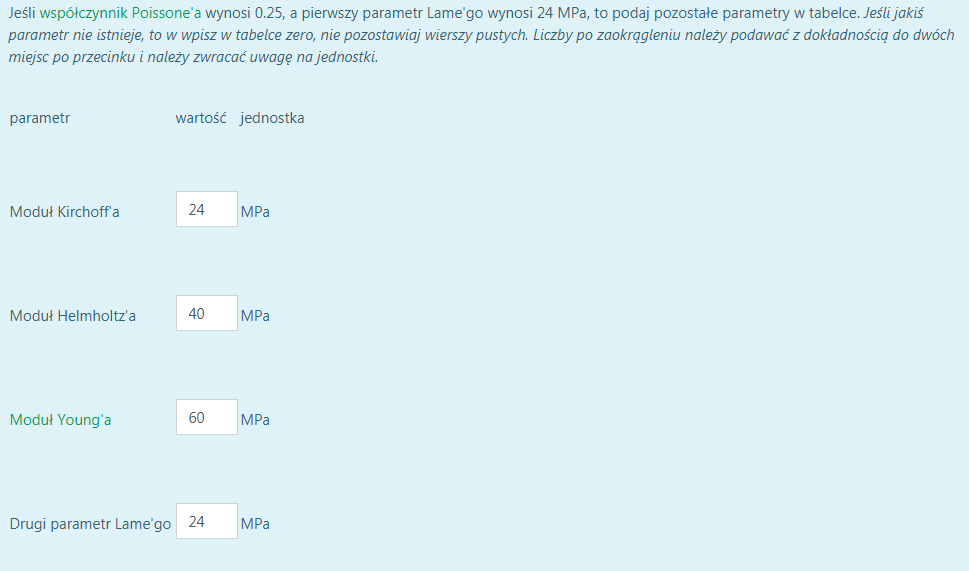 Jeśli współczynnik Poissone'a wynosi 0.25, a pierwszy parametr Lame'go wynosi 24 MPa, to podaj pozostałe parametry w tabelce. Jeśli jakiś
parametr nie istnieje, to w wpisz w tabelce zero, nie pozostawiaj wierszy pustych. Liczby po zaokrągleniu należy podawać z dokładnością do dwóch
miejsc po przecinku i należy zwracać uwagę na jednostki.
parametr wartość jednostka
Moduł Kirchoff'a 24 MPa
Moduł Helmholtz'a 40 MPa
Moduł Young'a 60 MPa
Drugi parametr Lame'go 24 MPa